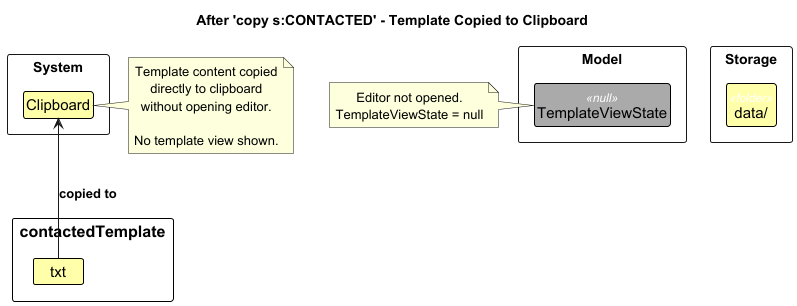 After 'copy s:CONTACTED' - Template Copied to Clipboard
System
Clipboard
Template content copied
directly to clipboard
without opening editor.
No template view shown.
Editor not opened.
TemplateViewState = null
Model
«null»
TemplateViewState
Storage
data/
copied to
contactedTemplate
txt